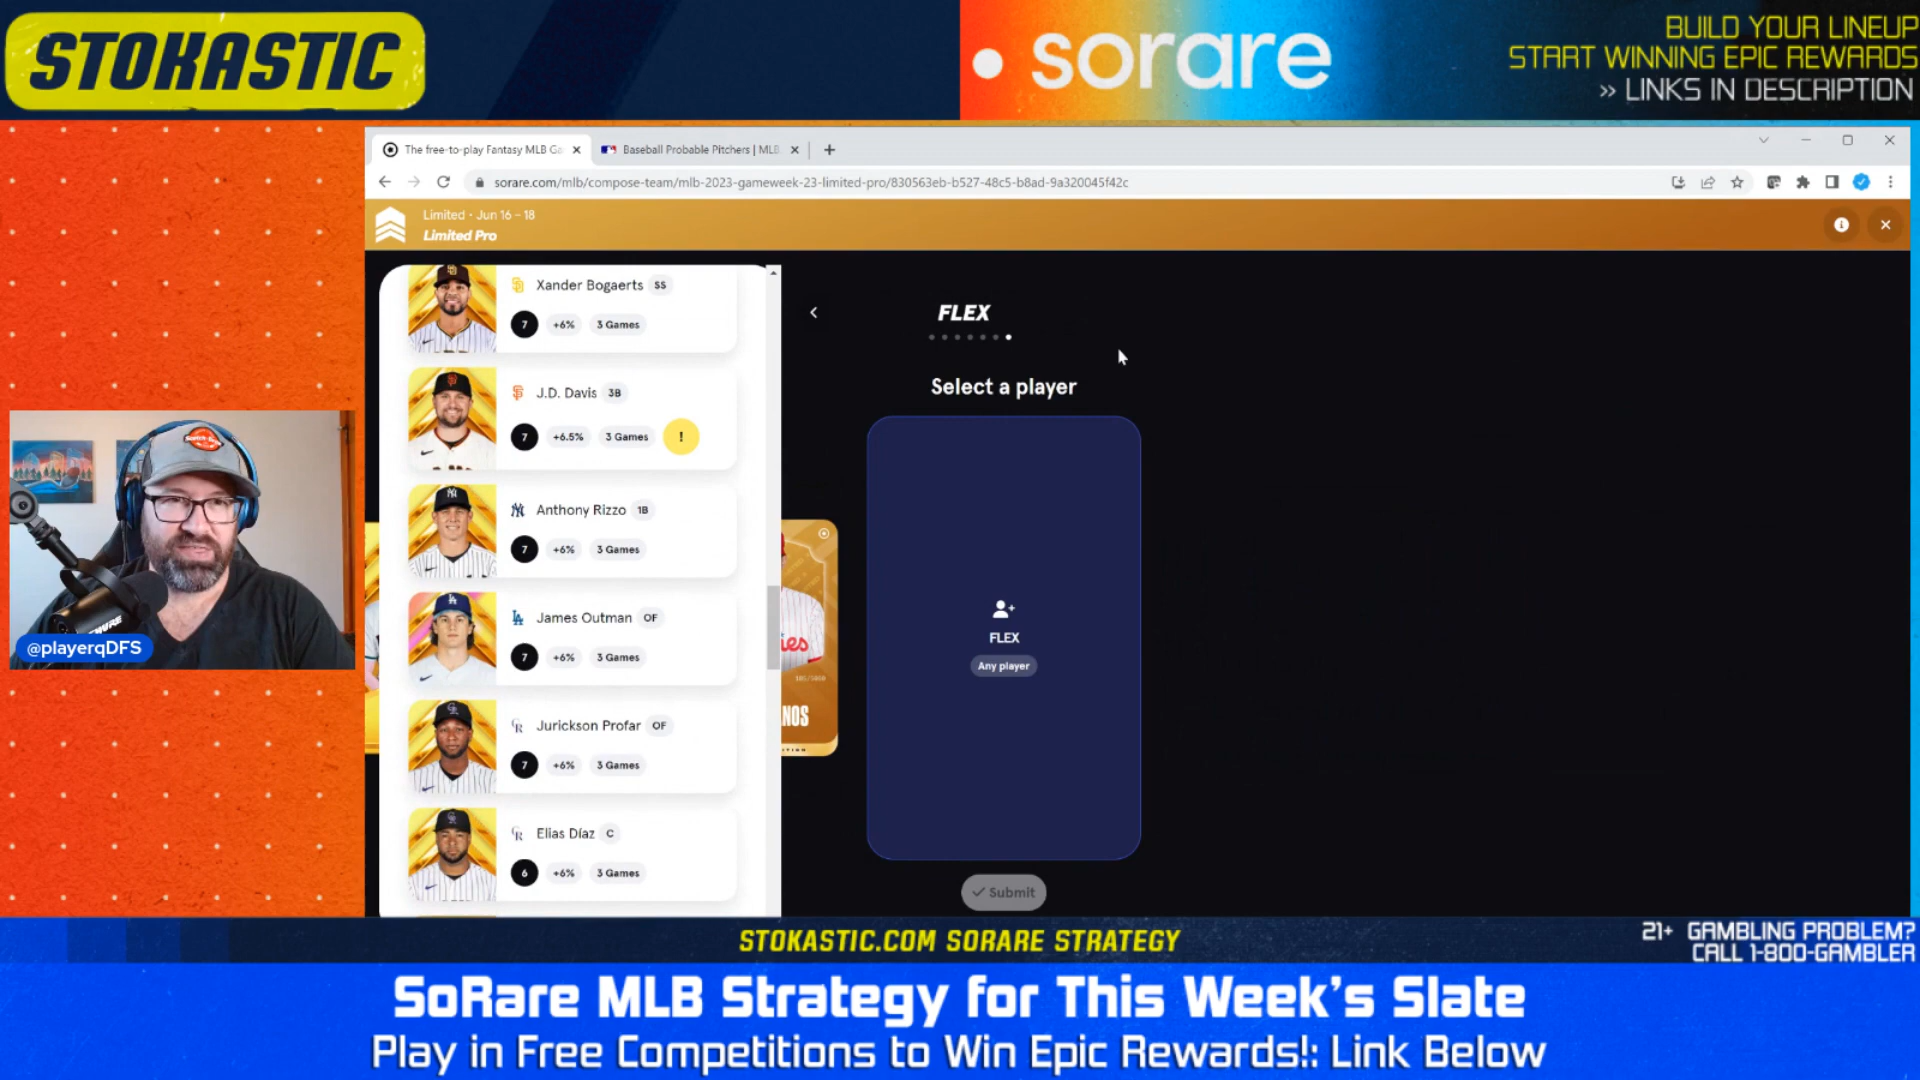 STOKASTIC
sorare
BUILD YOUR LINEUP
START WINNING EPIC REWARDS
>> LINKS IN DESCRIPTION
The free-to-play Fantasy MLB Ga
Baseball Probable Pitchers | MLB
sorare.com/mlb/compose-team/mlb-2023-gameweek-23-limited-pro/830563eb-b527-48c5-b8ad-9a320045f42c
Limited · Jun 16 – 18
Limited Pro
Xander Bogaerts SS
7 +6% 3 Games
J.D. Davis 3B
7 +6.5% 3 Games !
Anthony Rizzo 1B
7 +6% 3 Games
James Outman OF
7 +6% 3 Games
Jurickson Profar OF
7 +6% 3 Games
Elias Díaz C
6 +6% 3 Games
FLEX
Select a player
FLEX
Any player
Submit
NOS
@playerqDFS
STOKASTIC.COM SORARE STRATEGY
21+ GAMBLING PROBLEM?
CALL 1-800-GAMBLER
SoRare MLB Strategy for This Week's Slate
Play in Free Competitions to Win Epic Rewards!: Link Below